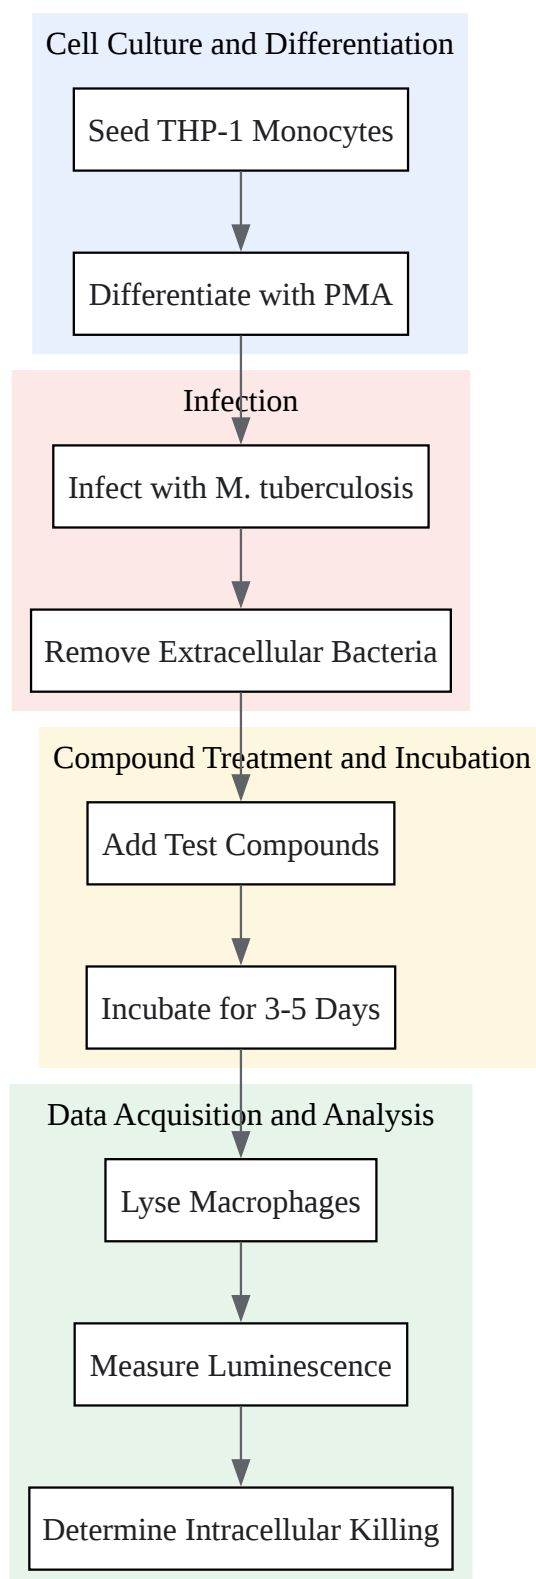 Cell Culture and Differentiation
Seed THP-1 Monocytes
Differentiate with PMA
Infection
Infect with M. tuberculosis
Remove Extracellular Bacteria
Compound Treatment and Incubation
Add Test Compounds
Incubate for 3-5 Days
Data Acquisition and Analysis
Lyse Macrophages
Measure Luminescence
Determine Intracellular Killing